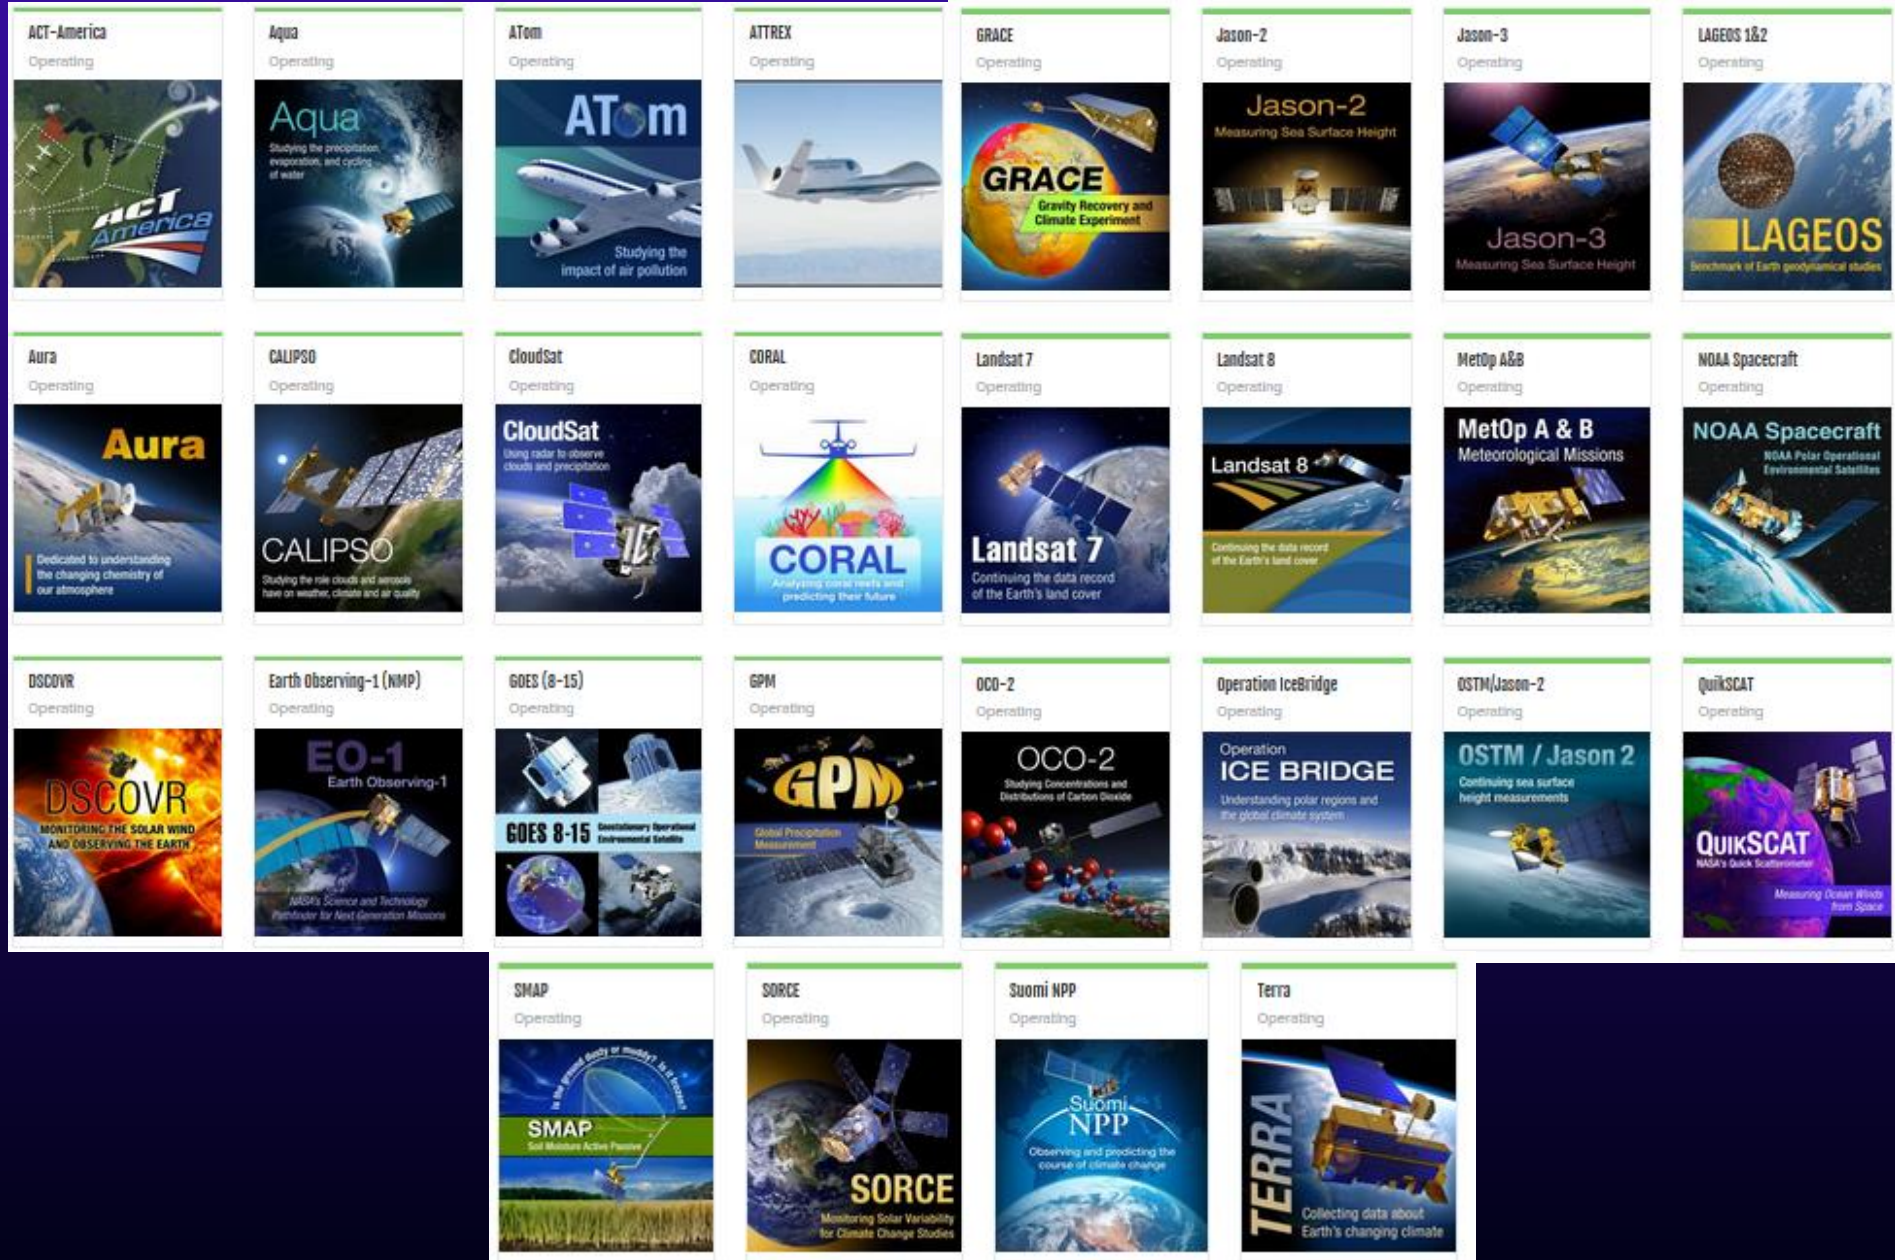 ACT-America
Operating
ACT
America
Aqua
Operating
Aqua
Studying the precipitation,
evaporation, and cycling
of water
ATom
Operating
ATom
Studying the
impact of air pollution
ATTREX
Operating
GRACE
Operating
GRACE
Gravity Recovery and
Climate Experiment
Jason-2
Operating
Jason-2
Measuring Sea Surface Height
Jason-3
Operating
Jason-3
Measuring Sea Surface Height
LAGEOS 1&2
Operating
LAGEOS
Benchmark of Earth geodynamical studies
Aura
Operating
Aura
Dedicated to understanding
the changing chemistry of
our atmosphere
CALIPSO
Operating
CALIPSO
Studying the role clouds and aerosols
have on weather, climate and air quality
CloudSat
Operating
CloudSat
Using radar to observe
clouds and precipitation
CORAL
Operating
CORAL
Analyzing coral reefs and
predicting their future
Landsat 7
Operating
Landsat 7
Continuing the data record
of the Earth's land cover
Landsat 8
Operating
Landsat 8
Continuing the data record
of the Earth's land cover
MetOp A&B
Operating
MetOp A & B
Meteorological Missions
NOAA Spacecraft
Operating
NOAA Spacecraft
NOAA Polar Operational
Environmental Satellites
DSCOVR
Operating
DSCOVR
MONITORING THE SOLAR WIND
AND OBSERVING THE EARTH
Earth Observing-1 (NMP)
Operating
EO-1
Earth Observing-1
NASA's Science and Technology
Pathfinder for Next Generation Missions
GOES (8-15)
Operating
GOES 8-15
Geostationary Operational
Environmental Satellite
GPM
Operating
GPM
Global Precipitation
Measurement
OCO-2
Operating
OCO-2
Studying Concentrations and
Distributions of Carbon Dioxide
Operation IceBridge
Operating
Operation
ICE BRIDGE
Understanding polar regions and
the global climate system
OSTM/Jason-2
Operating
OSTM / Jason 2
Continuing sea surface
height measurements
QuikSCAT
Operating
QuikSCAT
NASA's Quick Scatterometer
Measuring Ocean Winds
from Space
SMAP
Operating
Is the ground dusty or muddy? Is it frozen?
SMAP
Soil Moisture Active Passive
SORCE
Operating
SORCE
Monitoring Solar Variability
for Climate Change Studies
Suomi NPP
Operating
Suomi
NPP
Observing and predicting the
course of climate change
Terra
Operating
TERRA
Collecting data about
Earth's changing climate